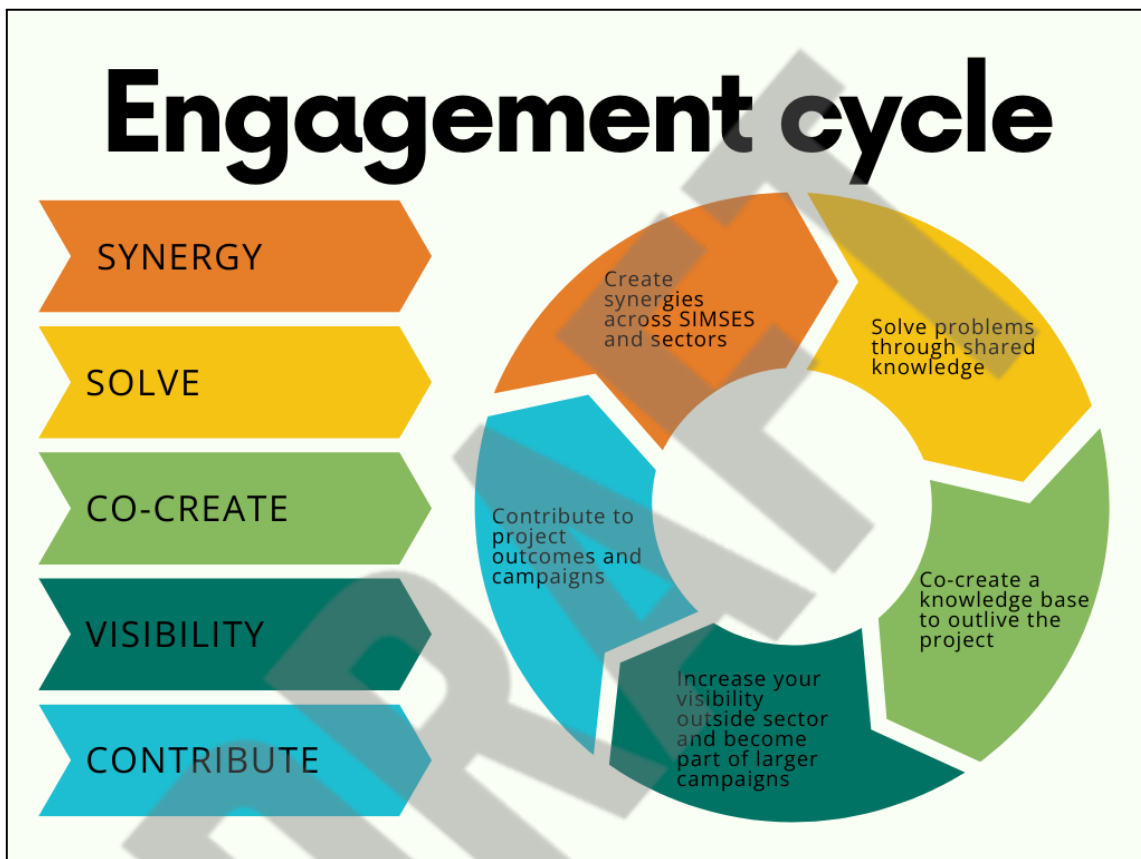 Engagement cycle
SYNERGY
SOLVE
CO-CREATE
VISIBILITY
CONTRIBUTE
Create
synergies
across SIMSES
and sectors
Solve problems
through shared
knowledge
Co-create a
knowledge base
to outlive the
project
Increase your
visibility
outside sector
and become
part of larger
campaigns
Contribute to
project
outcomes and
campaigns
DRAFT